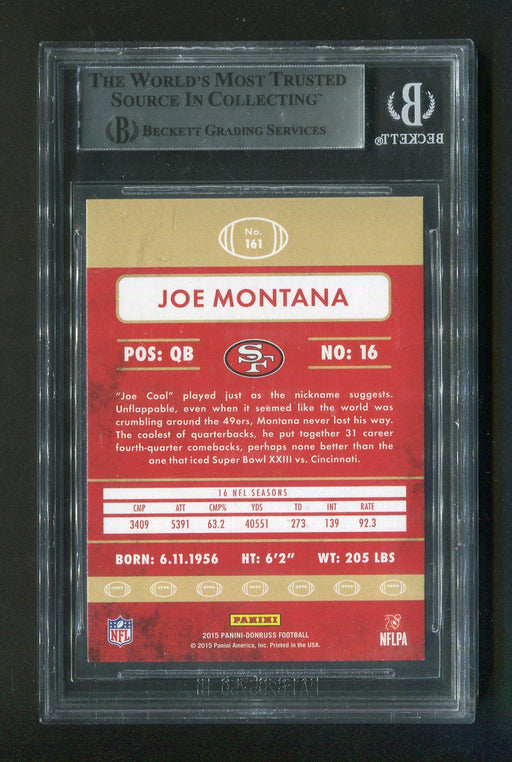 THE WORLD'S MOST TRUSTED
SOURCE IN COLLECTING™
B BECKETT GRADING SERVICES
B
BECKETT®
No.
161
JOE MONTANA
POS: QB
SF
NO: 16
"Joe Cool" played just as the nickname suggests.
Unflappable, even when it seemed like the world was
crumbling around the 49ers, Montana never lost his way.
The coolest of quarterbacks, he put together 31 career
fourth-quarter comebacks, perhaps none better than the
one that iced Super Bowl XXIII vs. Cincinnati.
16 NFL SEASONS
CMP ATT CMP% YDS TD INT RATE
3409 5391 63.2 40551 273 139 92.3
BORN: 6.11.1956 HT: 6'2" WT: 205 LBS
NFL
PANINI
NFLPA
2015 PANINI-DONRUSS FOOTBALL
© 2015 Panini America, Inc. Printed in the USA.